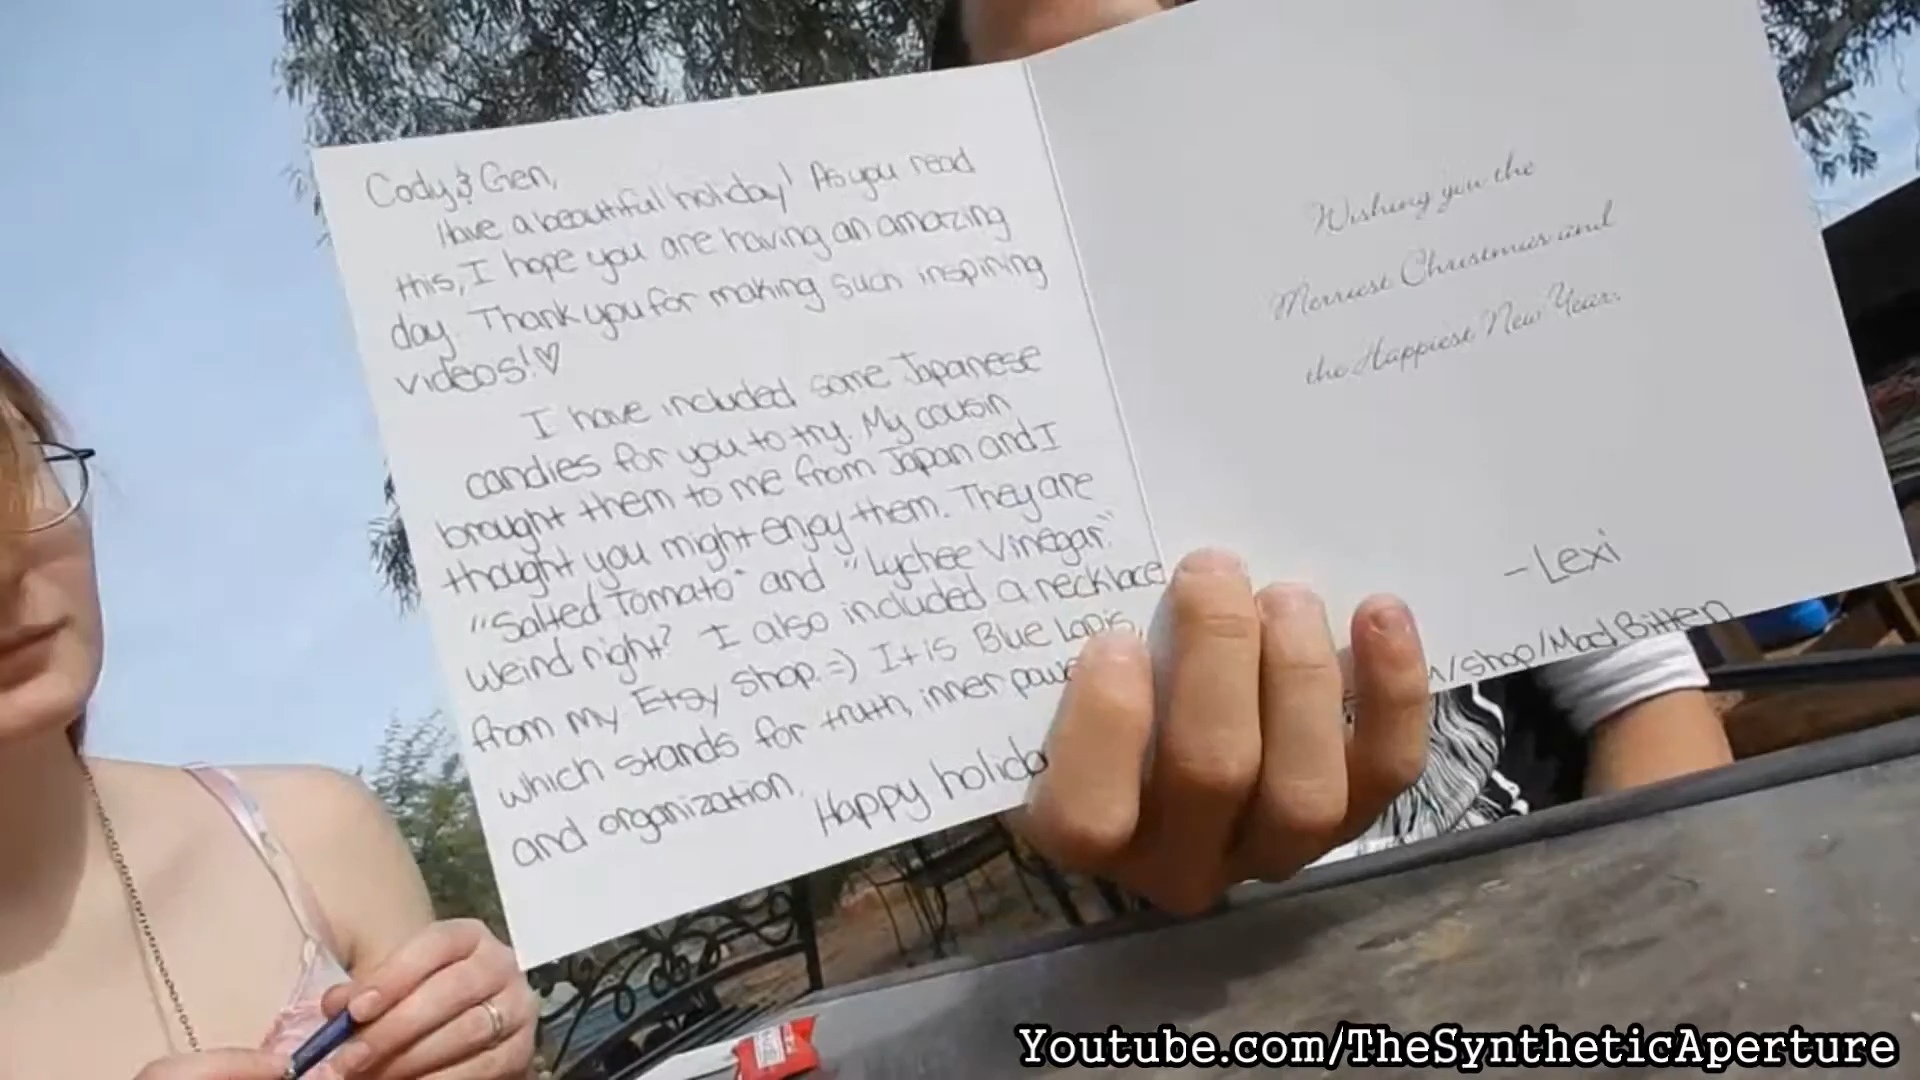 Cody & Gen,
Have a beautiful holiday! As you read
this, I hope you are having an amazing
day. Thank you for making such inspiring
videos! ♡
I have included some Japanese
candies for you to try. My cousin
brought them to me from Japan and I
thought you might enjoy them. They are
"Salted Tomato" and "Lychee Vinegar."
Weird right? I also included a necklace
from my Etsy shop. =) It is Blue Lapis,
which stands for truth, inner
and organization.
Happy
Wishing you the
Merriest Christmas and
the Happiest New Year.
-Lexi
/shop/MadBitten
Youtube.com/TheSyntheticAperture